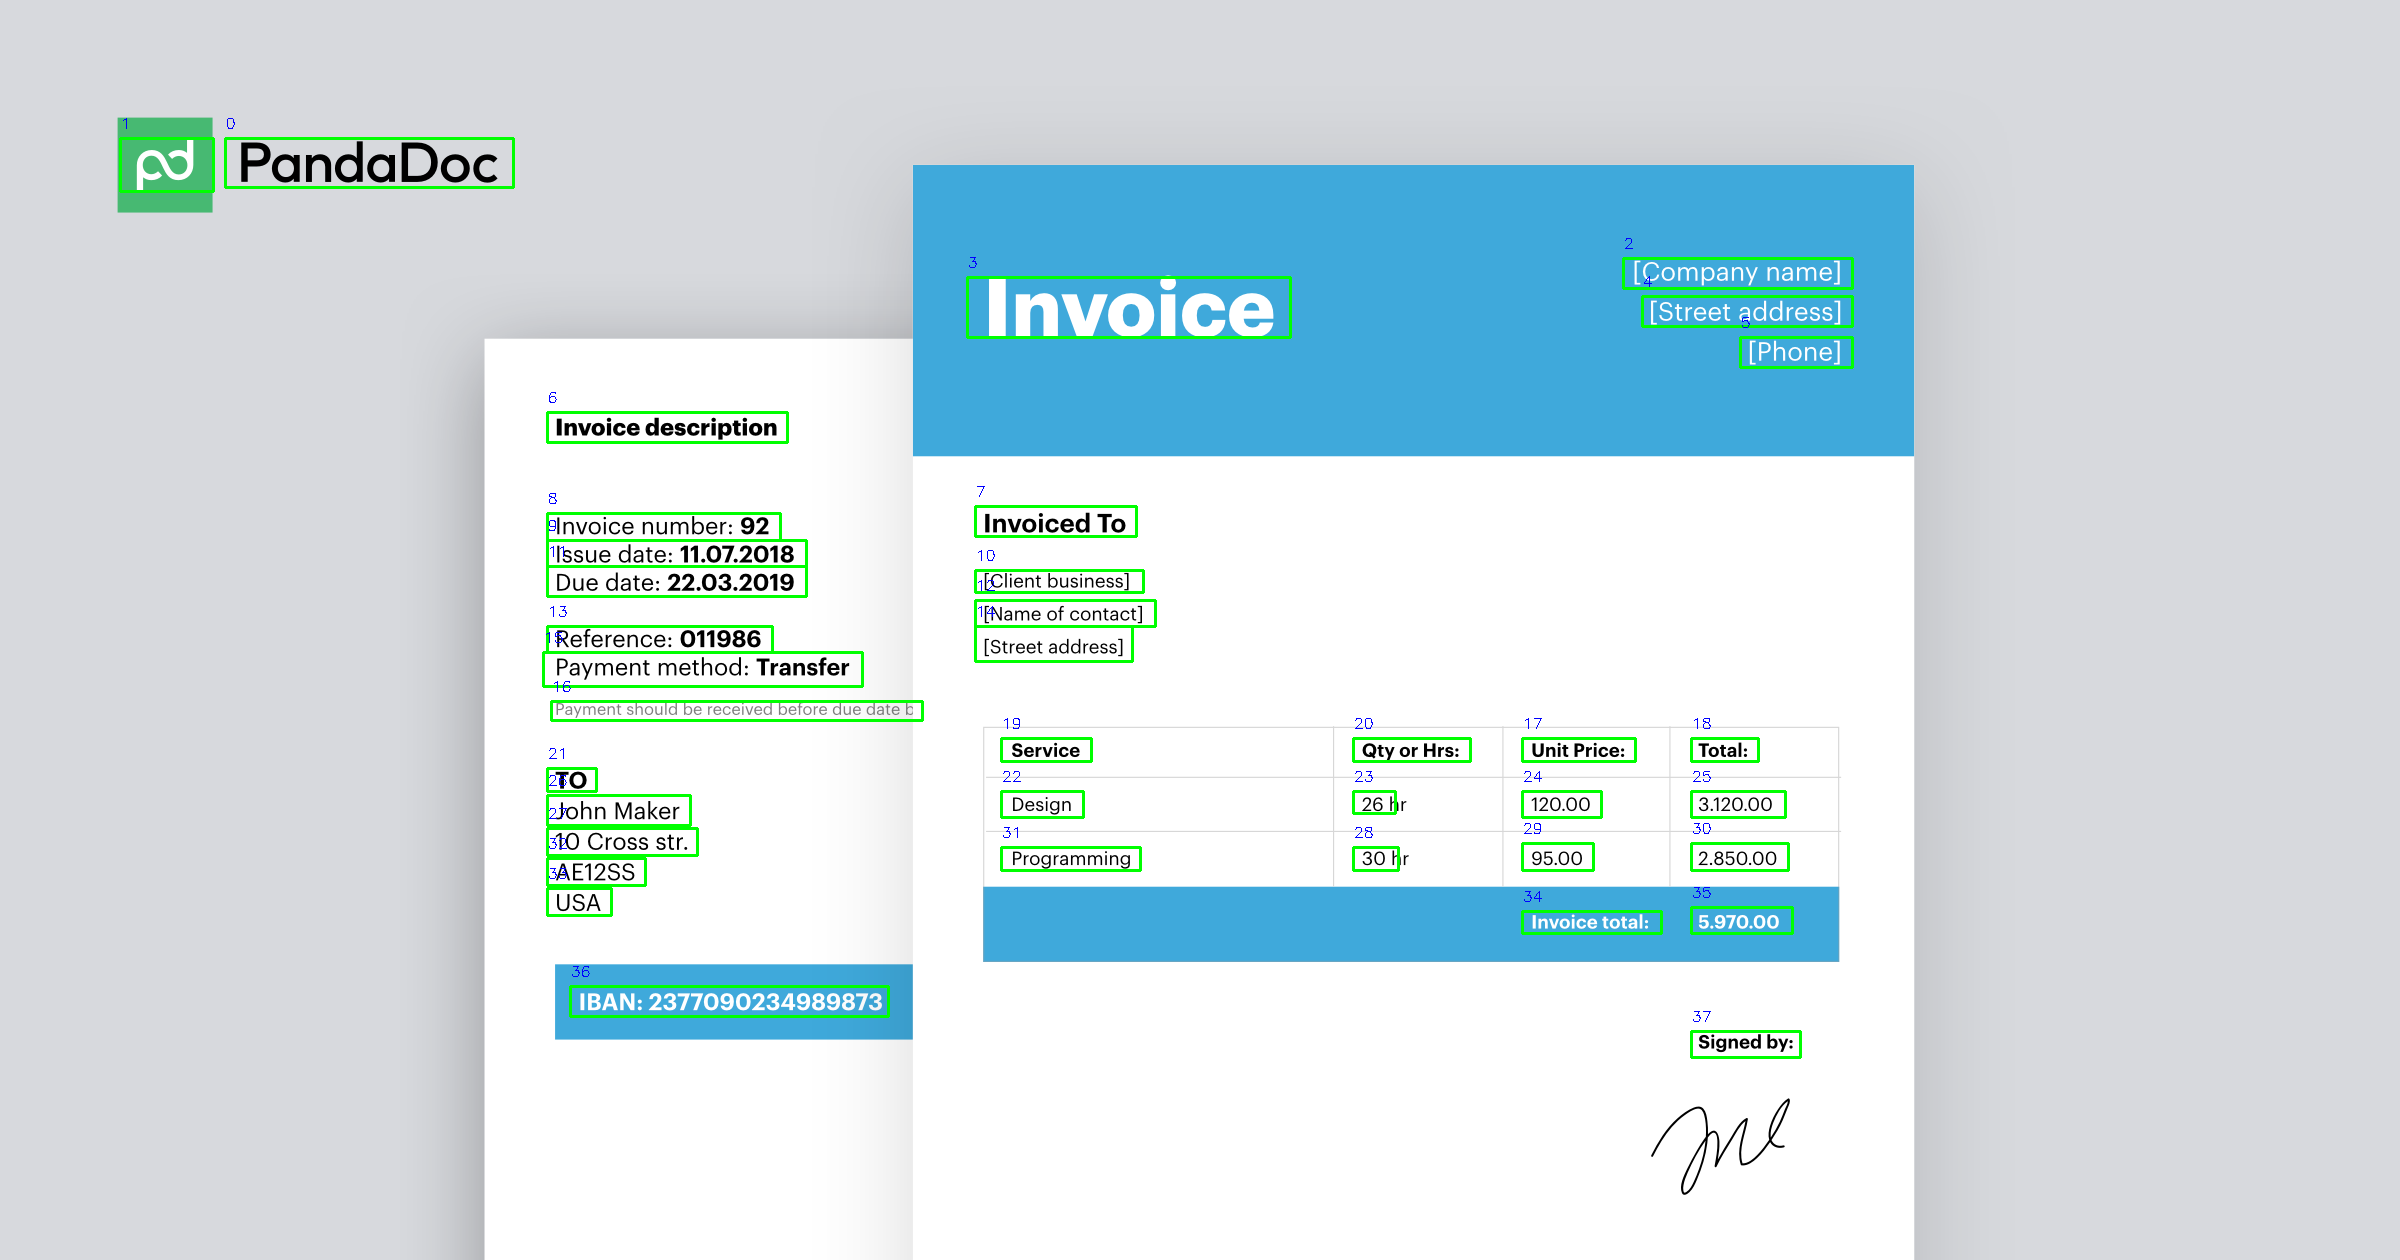 PandaDoc
Invoice
[Company name]
[Street address]
[Phone]
Invoice description
Invoice number: 92
Issue date: 11.07.2018
Due date: 22.03.2019
Reference: 011986
Payment method: Transfer
Payment should be received before due date b
TO
John Maker
10 Cross str.
AE12SS
USA
IBAN: 2377090234989873
Invoiced To
[Client business]
[Name of contact]
[Street address]
Service Qty or Hrs: Unit Price: Total:
Design 26 hr 120.00 3.120.00
Programming 30 hr 95.00 2.850.00
Invoice total: 5.970.00
Signed by: